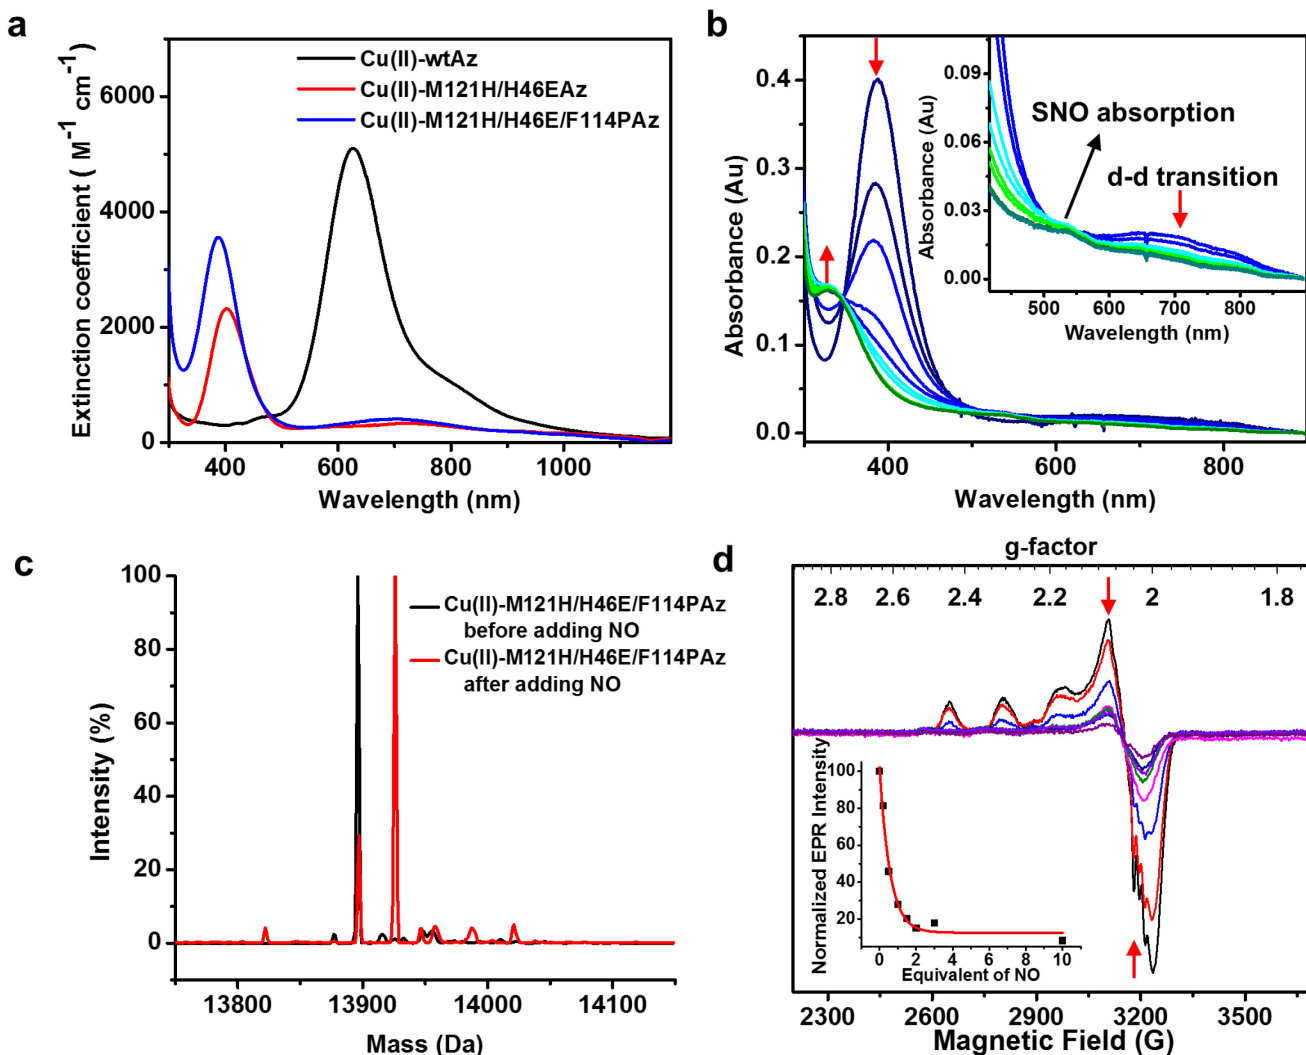 a
Extinction coefficient ( M⁻¹ cm⁻¹)
6000
4000
2000
0
400
600
800
1000
Wavelength (nm)
Cu(II)-wtAz
Cu(II)-M121H/H46EAz
Cu(II)-M121H/H46E/F114PAz
b
Absorbance (Au)
0.4
0.3
0.2
0.1
0.0
400
600
800
Wavelength (nm)
Absorbance (Au)
0.09
0.06
0.03
0.00
500
600
700
800
Wavelength (nm)
SNO absorption
d-d transition
c
Intensity (%)
100
80
60
40
20
0
13800
13900
14000
14100
Mass (Da)
Cu(II)-M121H/H46E/F114PAz
before adding NO
Cu(II)-M121H/H46E/F114PAz
after adding NO
d
g-factor
2.8
2.6
2.4
2.2
2
1.8
Normalized EPR Intensity
100
80
60
40
20
0
2
4
6
8
10
Equivalent of NO
2300
2600
2900
3200
3500
Magnetic Field (G)